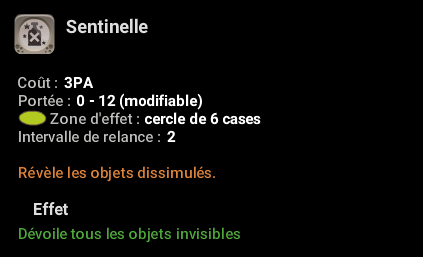 Sentinelle
Coût : 3PA
Portée : 0 - 12 (modifiable)
Zone d'effet : cercle de 6 cases
Intervalle de relance : 2
Révèle les objets dissimulés.
Effet
Dévoile tous les objets invisibles